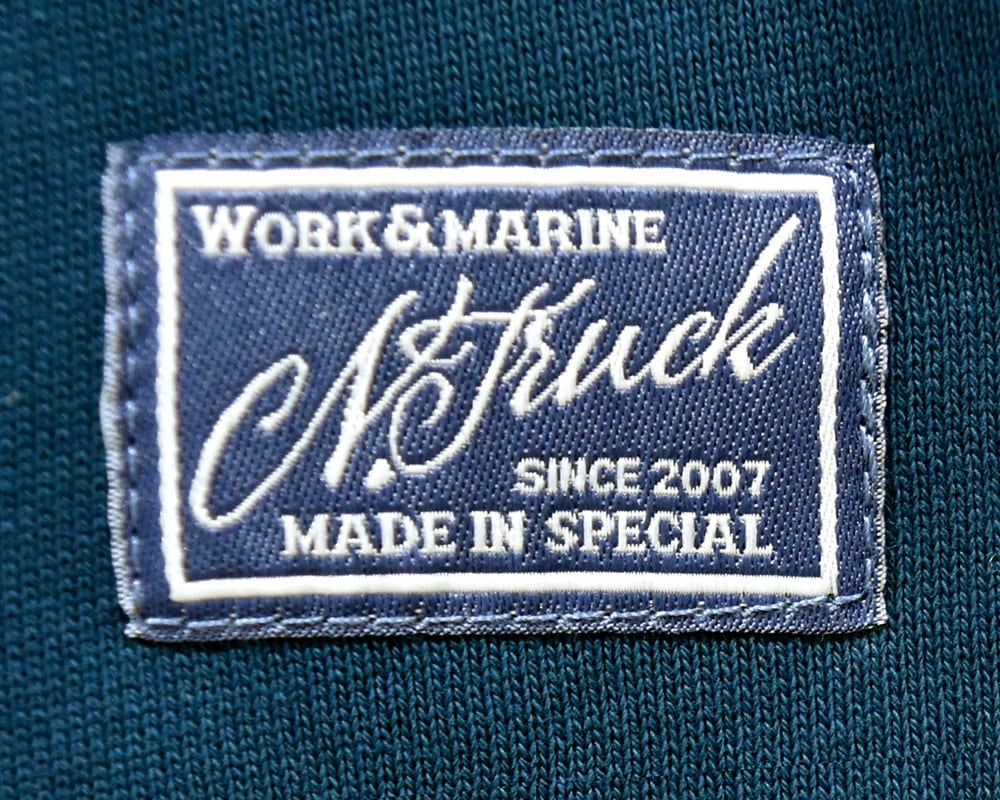 WORK&MARINE
N.Truck
SINCE 2007
MADE IN SPECIAL